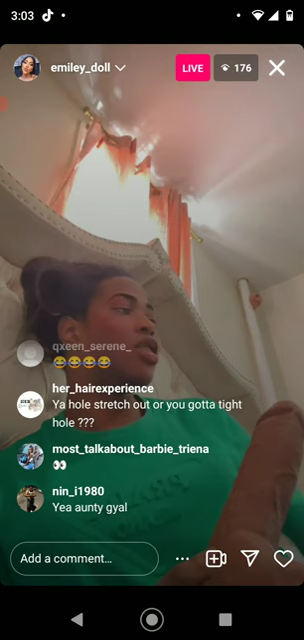 3:03
emiley_doll
LIVE
176
qxeen_serene_
😂😂😂😂
her_hairexperience
Ya hole stretch out or you gotta tight
hole ???
most_talkabout_barbie_triena
👀
nin_i1980
Yea aunty gyal
Add a comment...